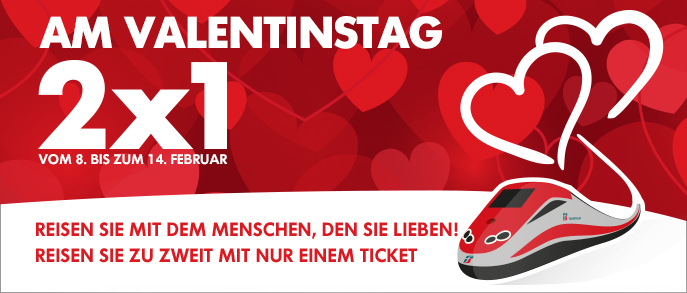 AM VALENTINSTAG
2x1
VOM 8. BIS ZUM 14. FEBRUAR
REISEN SIE MIT DEM MENSCHEN, DEN SIE LIEBEN!
REISEN SIE ZU ZWEIT MIT NUR EINEM TICKET